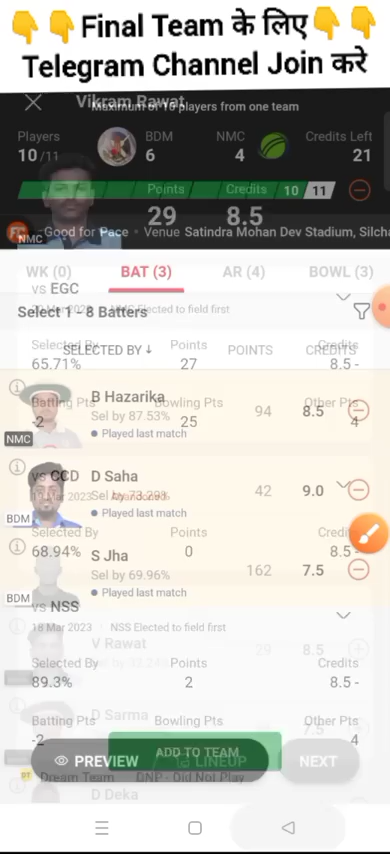 👇👇Final Team के लिए👇👇
Telegram Channel Join करे
Vikram Rawat
Maximum of 10 players from one team
Players BDM NMC Credits Left
10/11 6 4 21
Points Credits 10 11
29 8.5
NMC
Good for Pace • Venue Satindra Mohan Dev Stadium, Silcha
WK (0) BAT (3) AR (4) BOWL (3)
vs EGC
NMC Elected to field first
Select 1 - 8 Batters
Selected By Points Credits
SELECTED BY ↓ POINTS CREDITS
65.71% 27 8.5 -
B Hazarika
Batting Pts Bowling Pts Other Pts
94 8.5
-2 Sel by 87.53% 25 4
NMC • Played last match
vs CCD D Saha
42 9.0
Sel by 73.29%
BDM • Played last match
Selected By Points Credits
68.94% 0 8.5 -
S Jha
162 7.5
Sel by 69.96%
BDM • Played last match
vs NSS
18 Mar 2023 • NSS Elected to field first
V Rawat 29 8.5
Selected By Points Credits
89.3% 2 8.5 -
D Sarma 7.5
Batting Pts Bowling Pts Other Pts
-2 4
ADD TO TEAM
PREVIEW LINEUP NEXT
DT Dream Team DNP - Did Not Play
D Deka